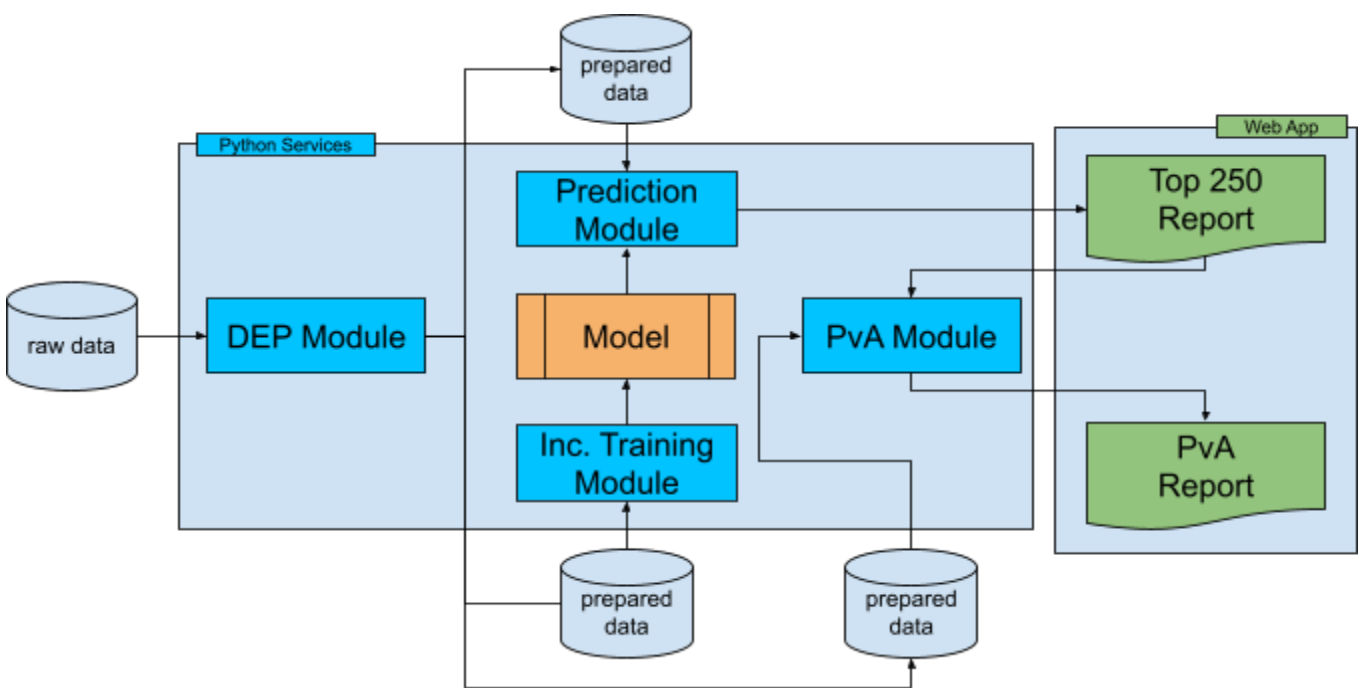 prepared
data
Python Services
Web App
Prediction
Module
Top 250
Report
raw data
DEP Module
Model
PvA Module
Inc. Training
Module
PvA
Report
prepared
data
prepared
data